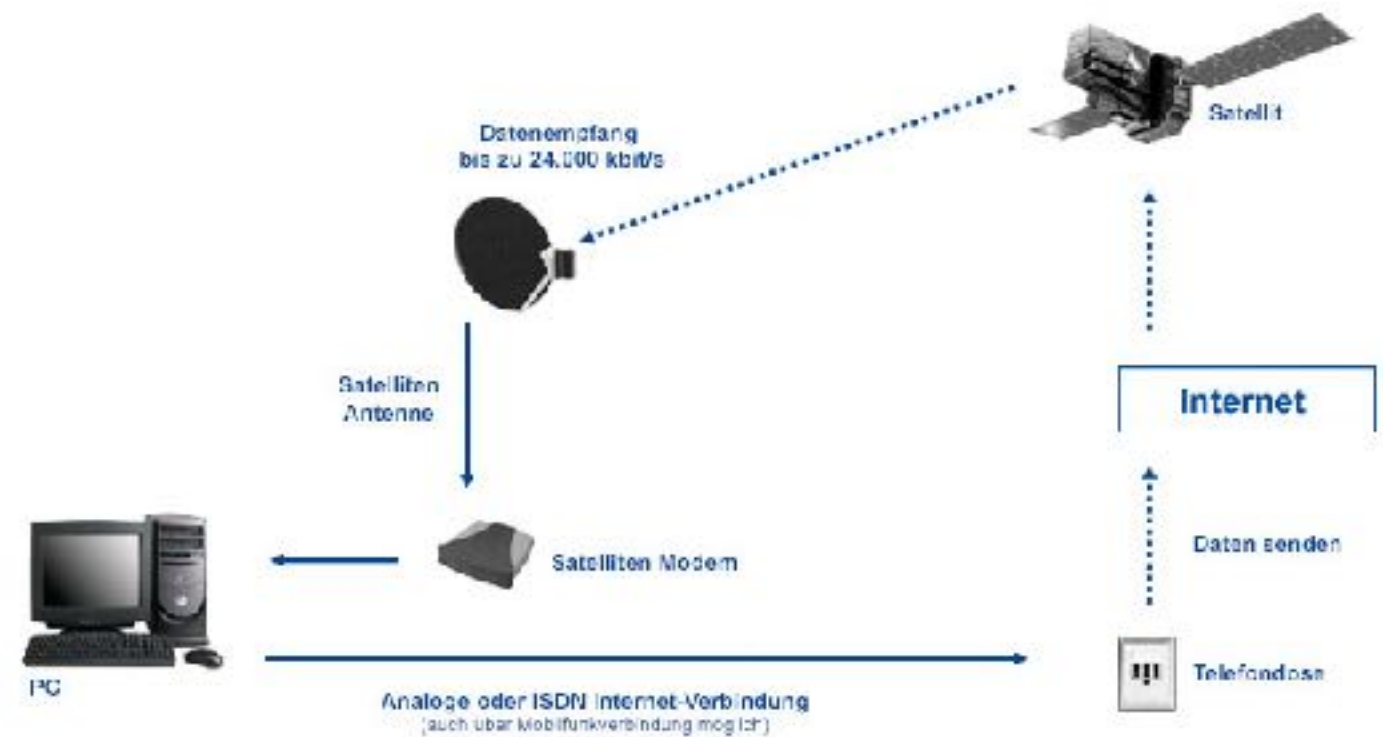 Satellit
Datenempfang
bis zu 24.000 kbit/s
Satelliten
Antenne
Internet
Satelliten Modem
Daten senden
PC
Telefondose
Analoge oder ISDN Internet-Verbindung
(auch über Mobilfunkverbindung möglich)